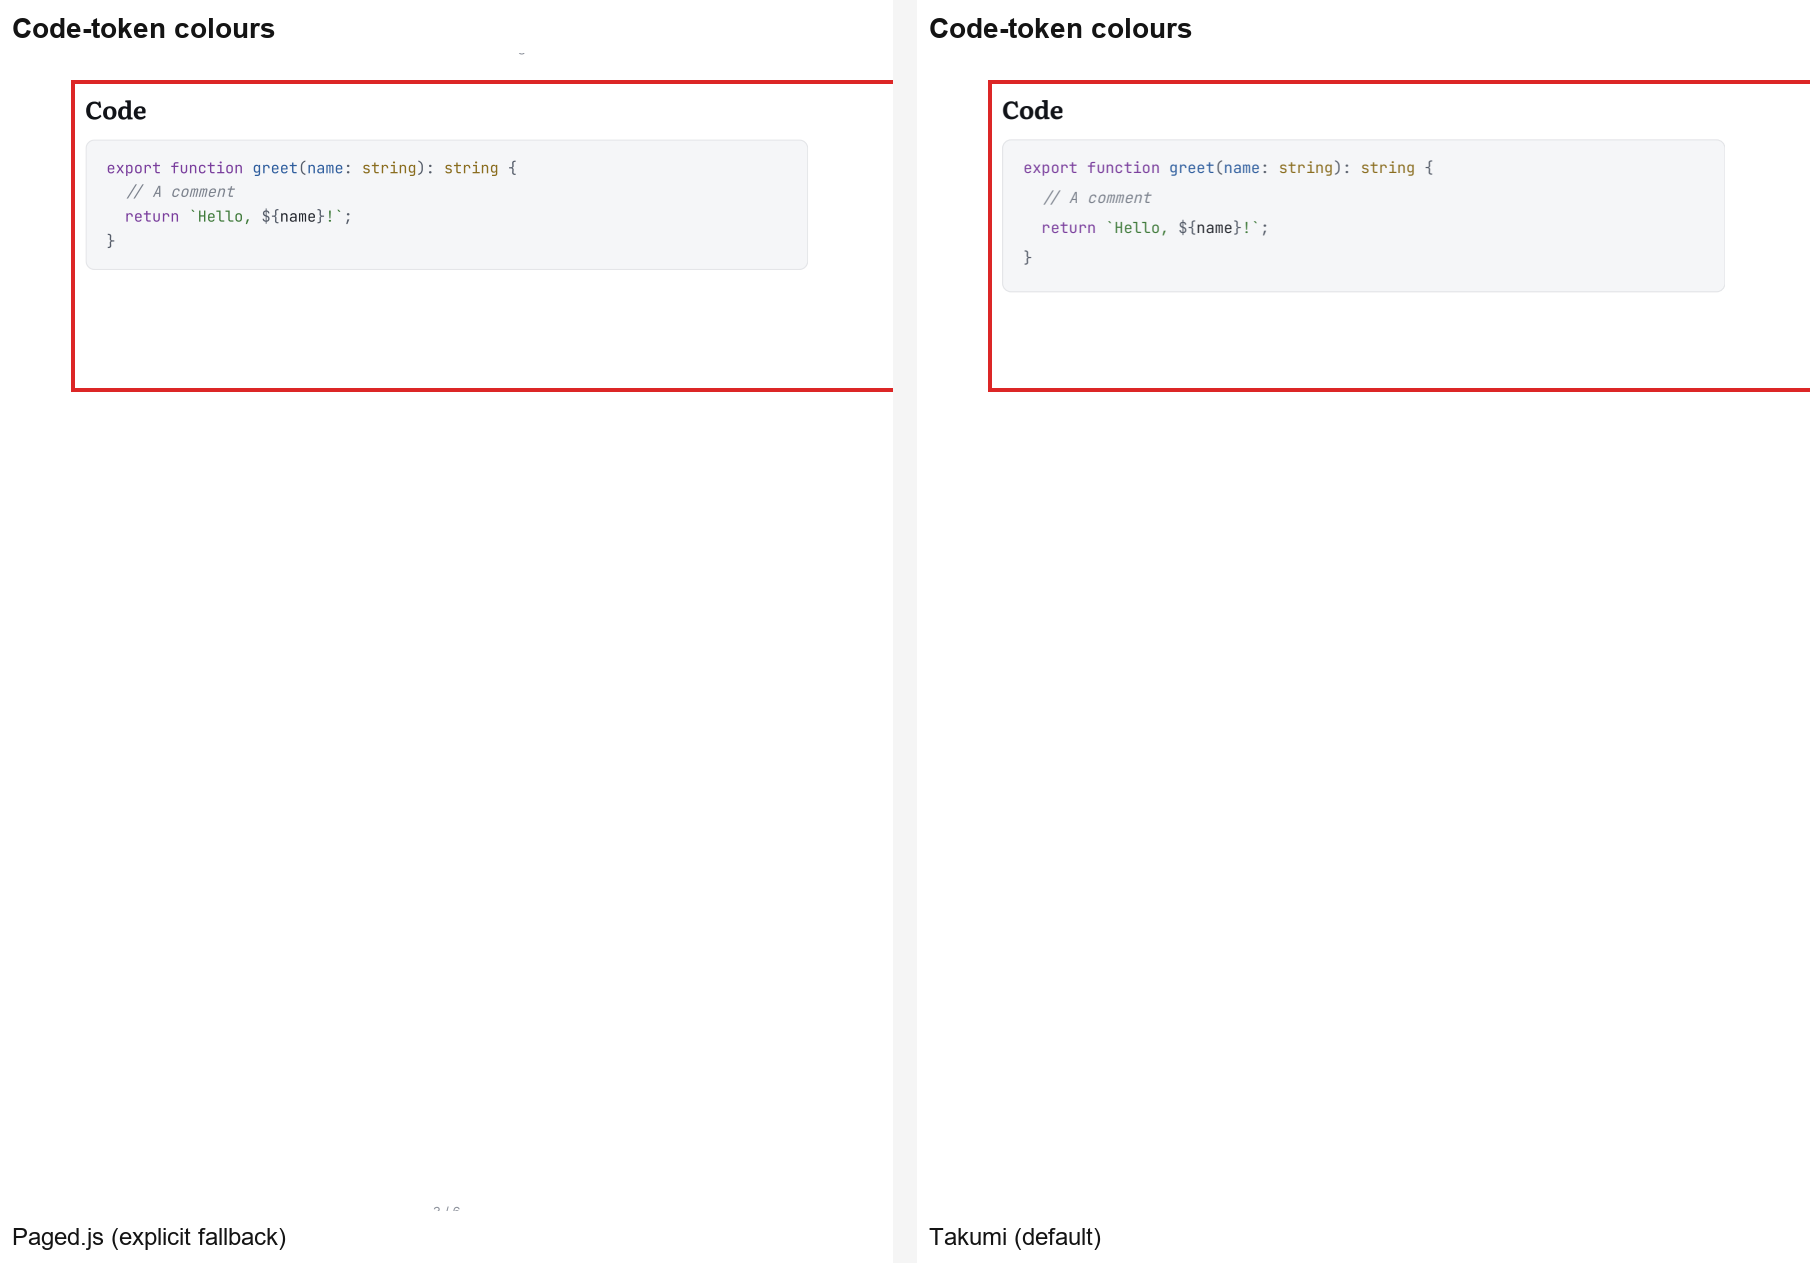 Code-token colours
Code
export function greet(name: string): string {
// A comment
return `Hello, ${name}!`;
}
Paged.js (explicit fallback)
Code-token colours
Code
export function greet(name: string): string {
// A comment
return `Hello, ${name}!`;
}
Takumi (default)